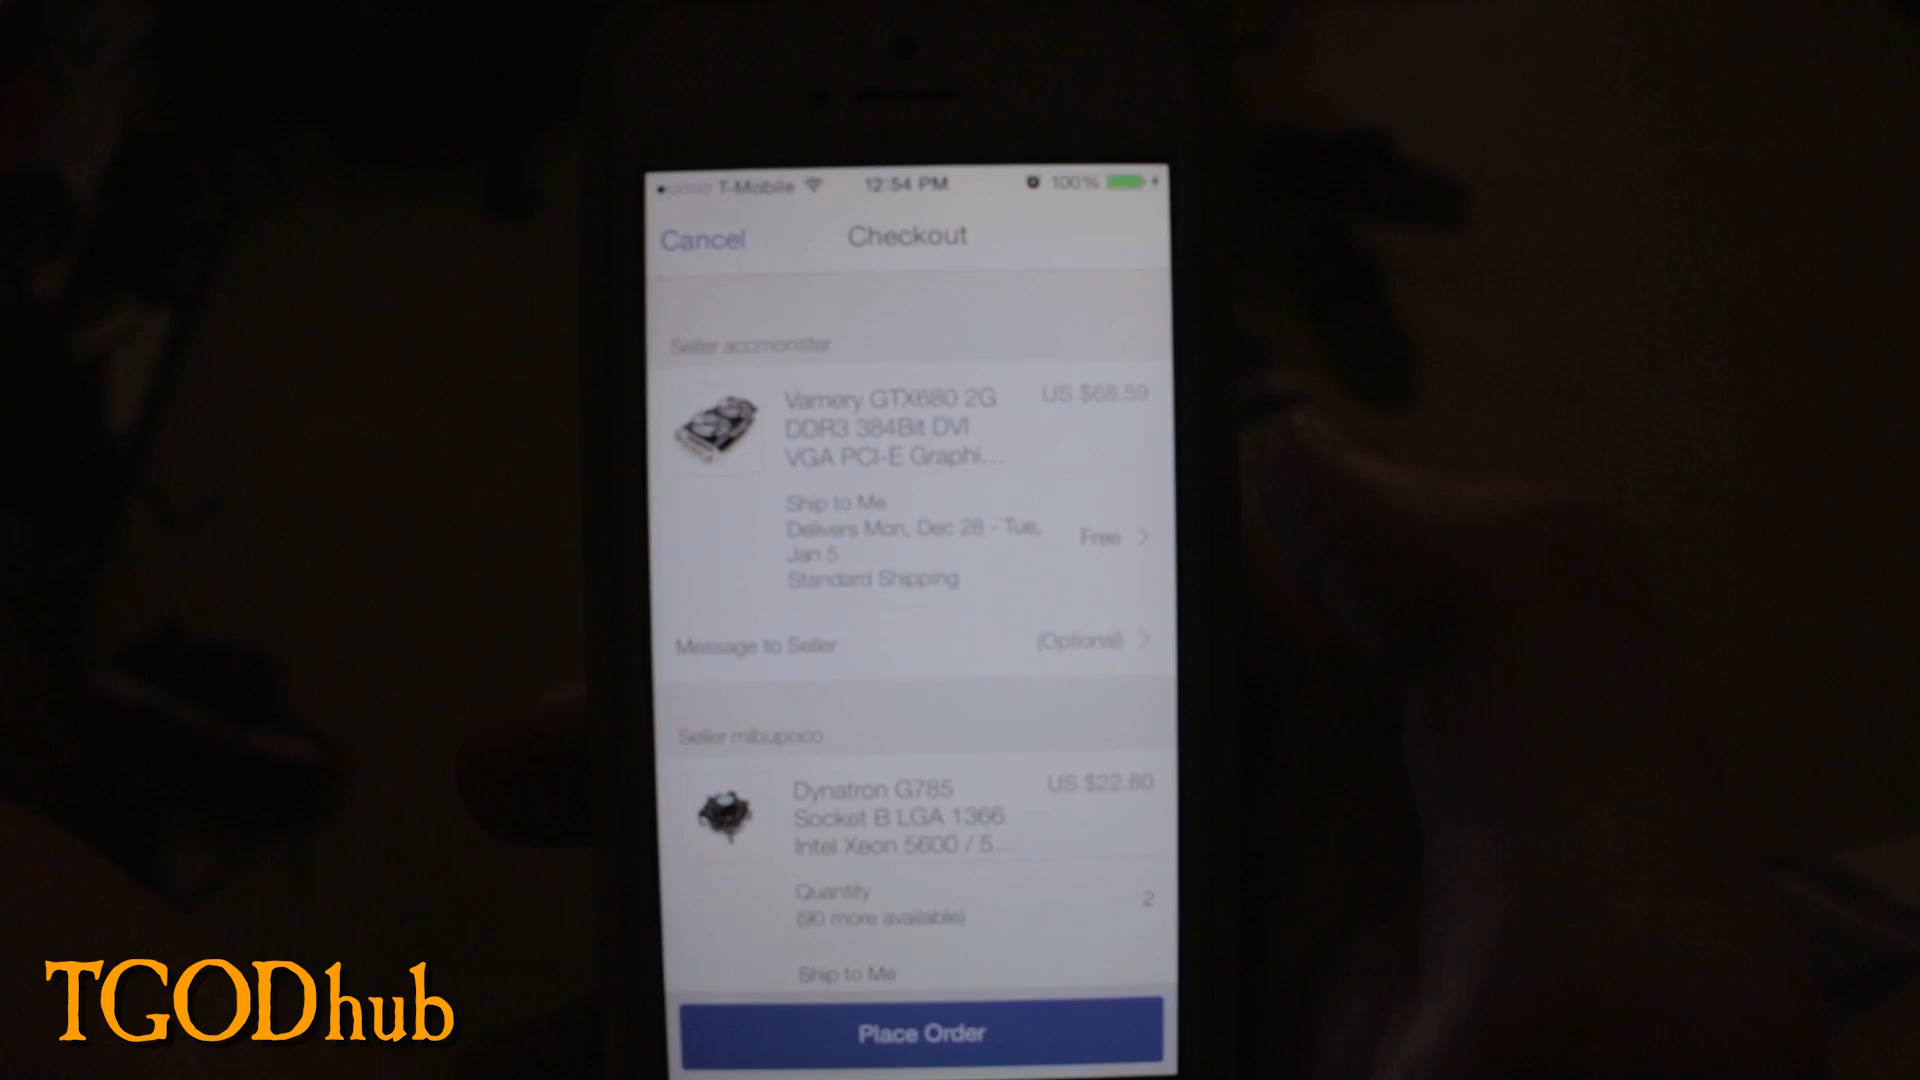 T-Mobile 12:54 PM 100%
Cancel Checkout
Seller accmonster
Vamery GTX680 2G US $68.59
DDR3 384Bit DVI
VGA PCI-E Graphi...
Ship to Me
Delivers Mon, Dec 28 - Tue, Free
Jan 5
Standard Shipping
Message to Seller (Optional)
Seller mibupoco
Dynatron G785 US $22.80
Socket B LGA 1366
Intel Xeon 5600 / 5...
Quantity 2
(90 more available)
Ship to Me
Place Order
TGODhub